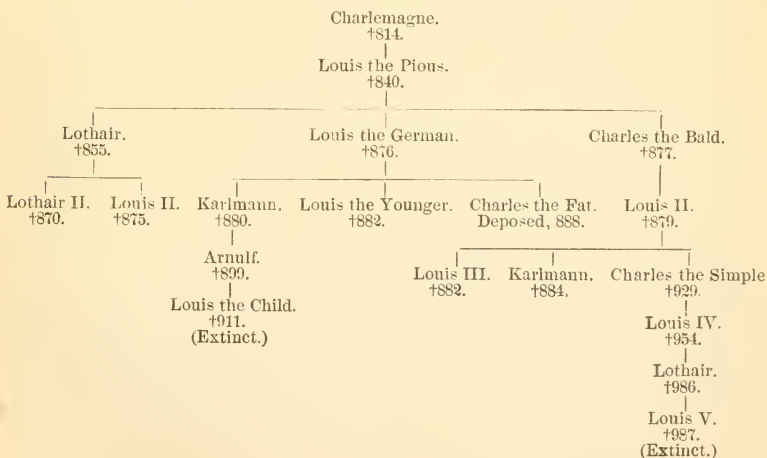 Charlemagne.
†814.
Louis the Pious.
†840.
Lothair. Louis the German. Charles the Bald.
†855. †876. †877.
Lothair II. Louis II. Karlmann. Louis the Younger. Charles the Fat. Louis II.
†870. †875. †880. †882. Deposed, 888. †879.
Arnulf. Louis III. Karlmann. Charles the Simple
†899. †882. †884. †929.
Louis the Child. Louis IV.
†911. †954.
(Extinct.) Lothair.
†986.
Louis V.
†987.
(Extinct.)